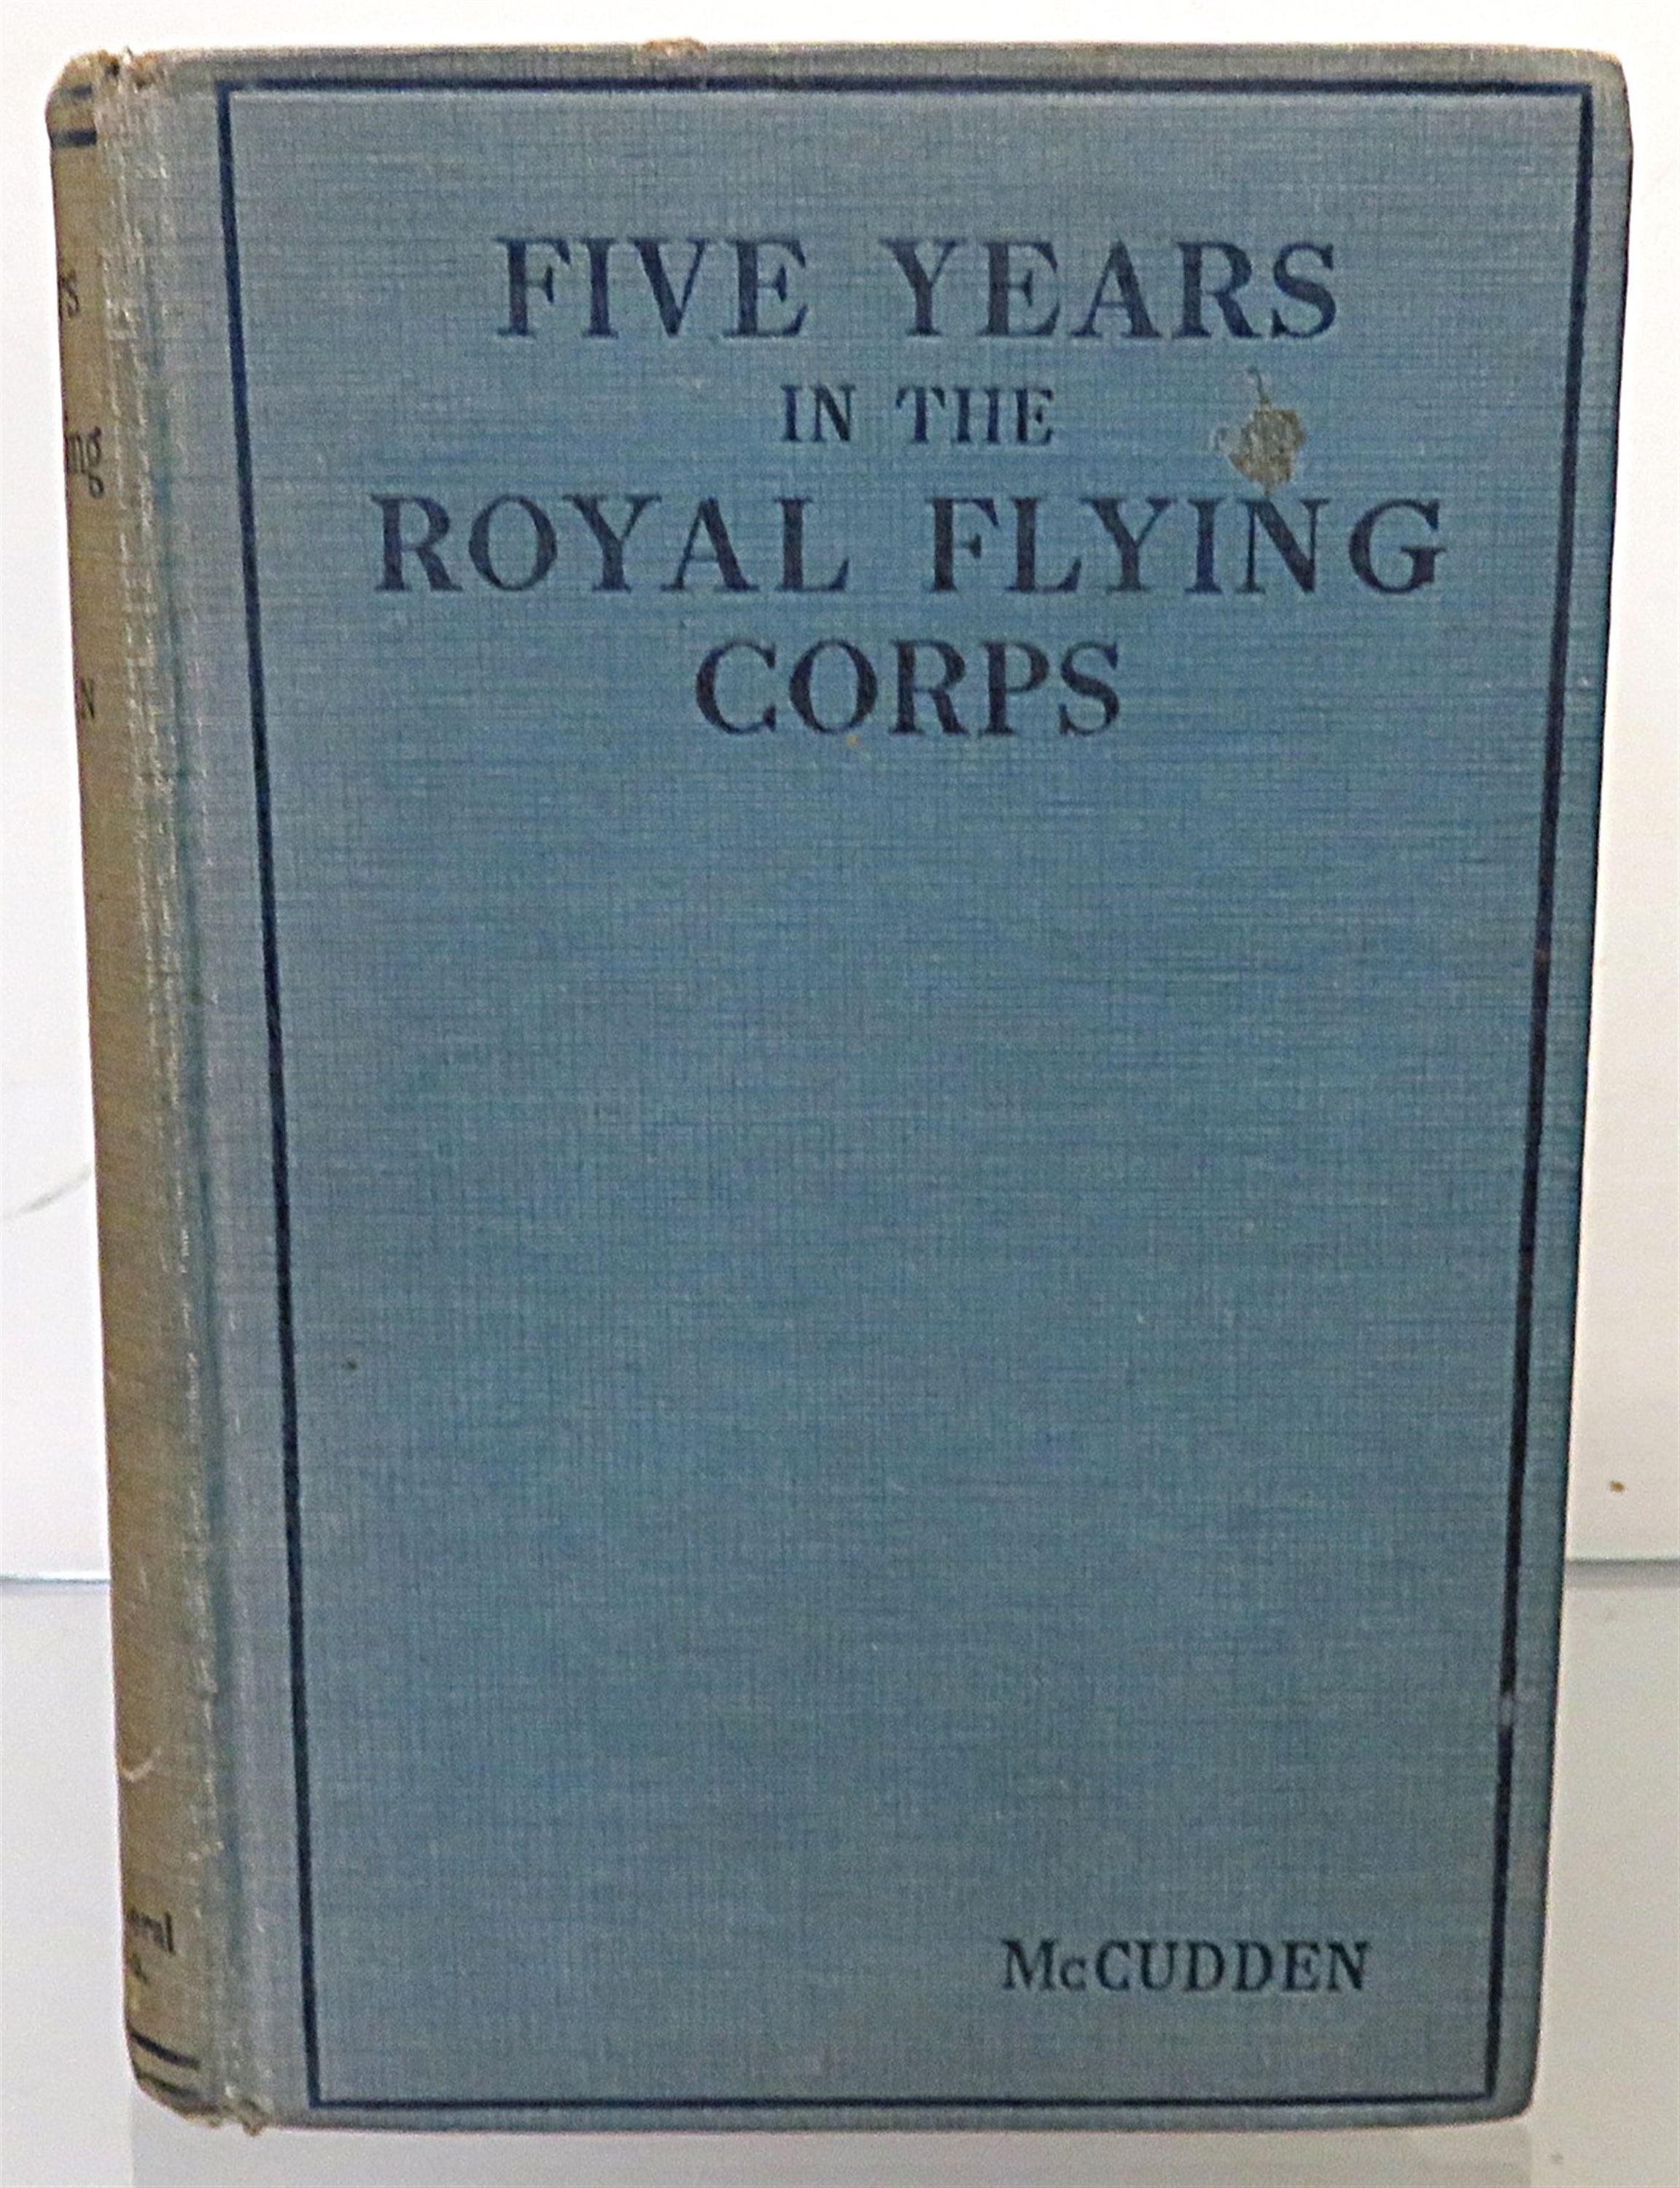 FIVE YEARS
IN THE
ROYAL FLYING
CORPS
McCUDDEN